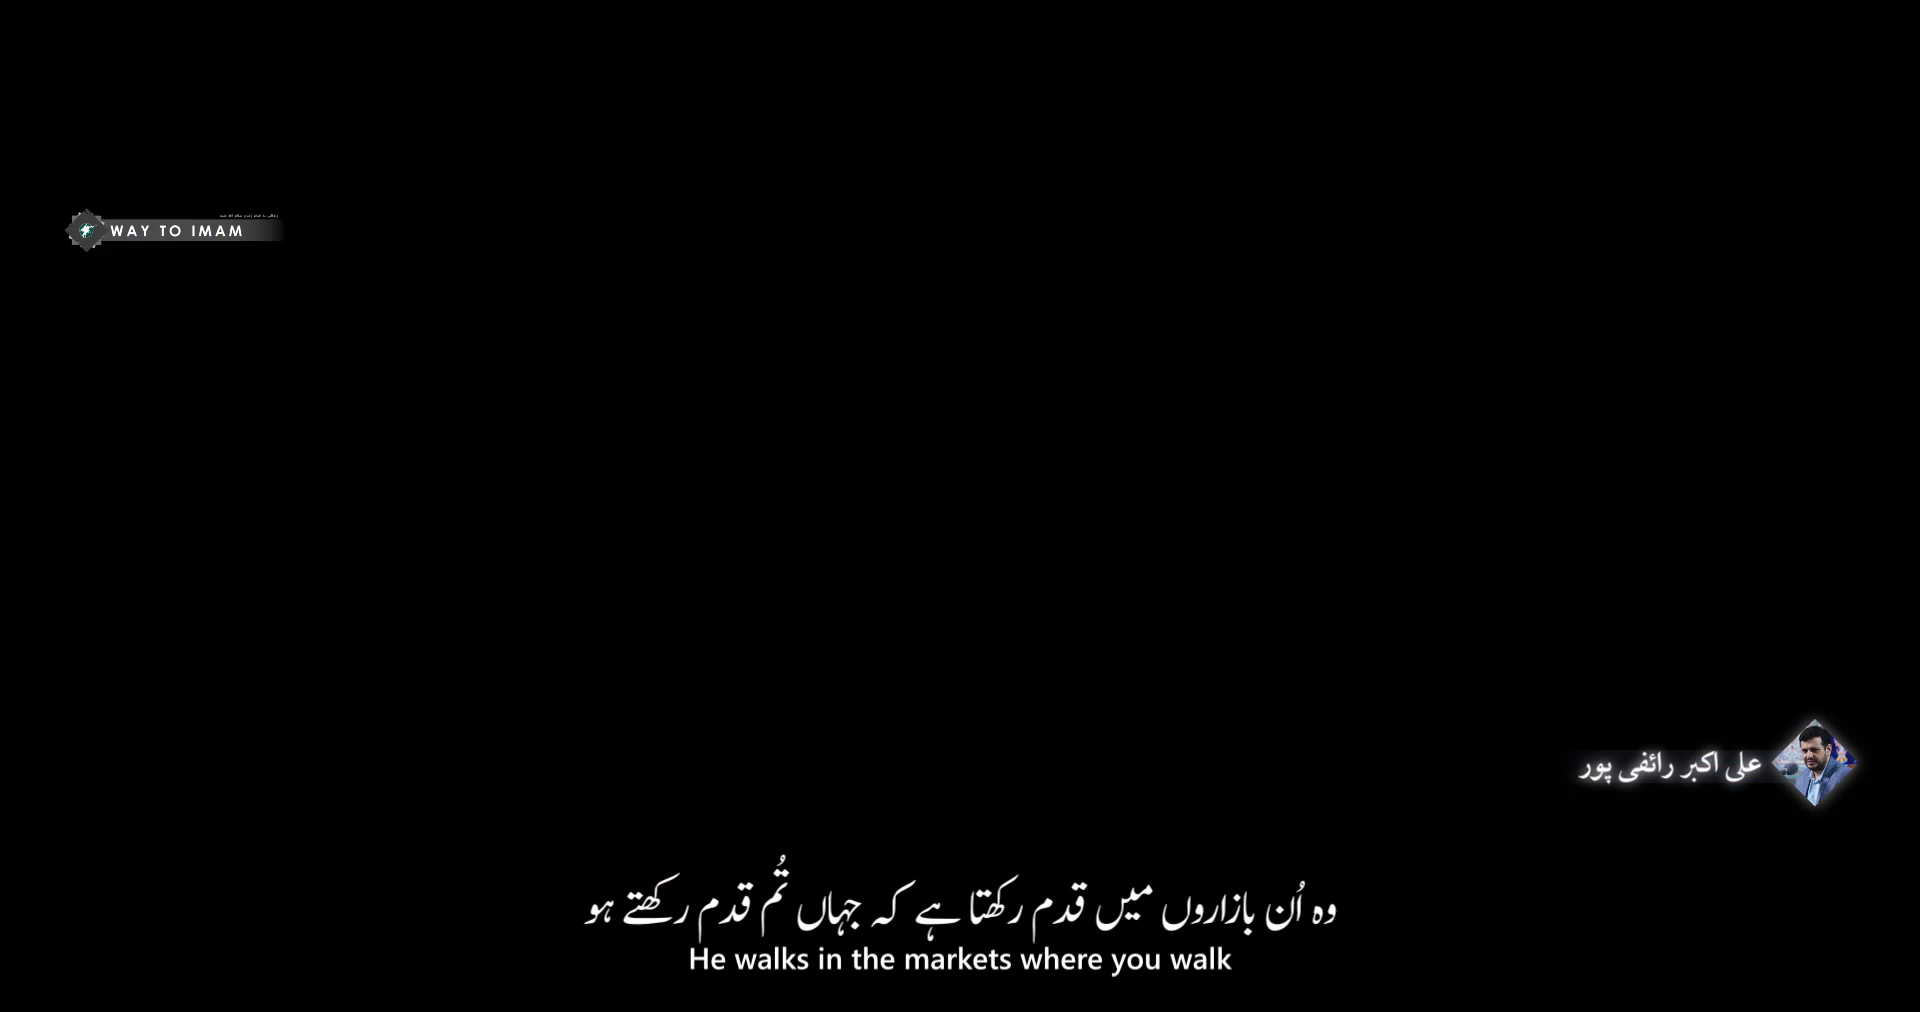 WAY TO IMAM
علی اکبر رائفی پور
وہ اُن بازاروں میں قدم رکھتا ہے کہ جہاں تُم قدم رکھتے ہو
He walks in the markets where you walk